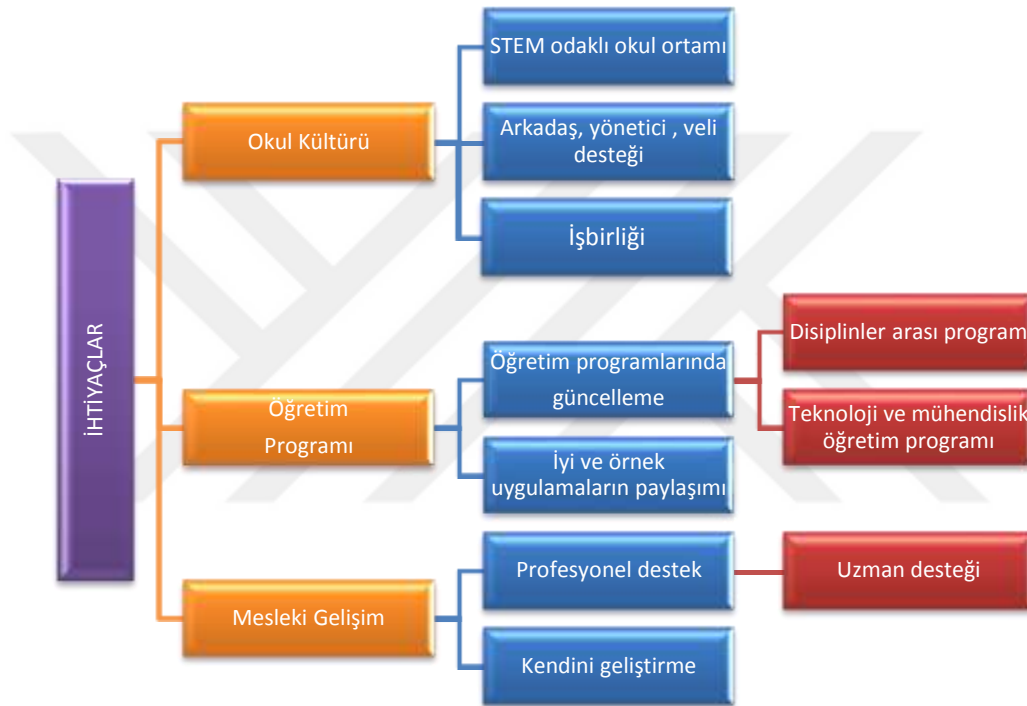 İHTİYAÇLAR
Okul Kültürü
STEM odaklı okul ortamı
Arkadaş, yönetici , veli
desteği
İşbirliği
Öğretim
Programı
Öğretim programlarında
güncelleme
Disiplinler arası program
Teknoloji ve mühendislik
öğretim programı
İyi ve örnek
uygulamaların paylaşımı
Mesleki Gelişim
Profesyonel destek
Uzman desteği
Kendini geliştirme